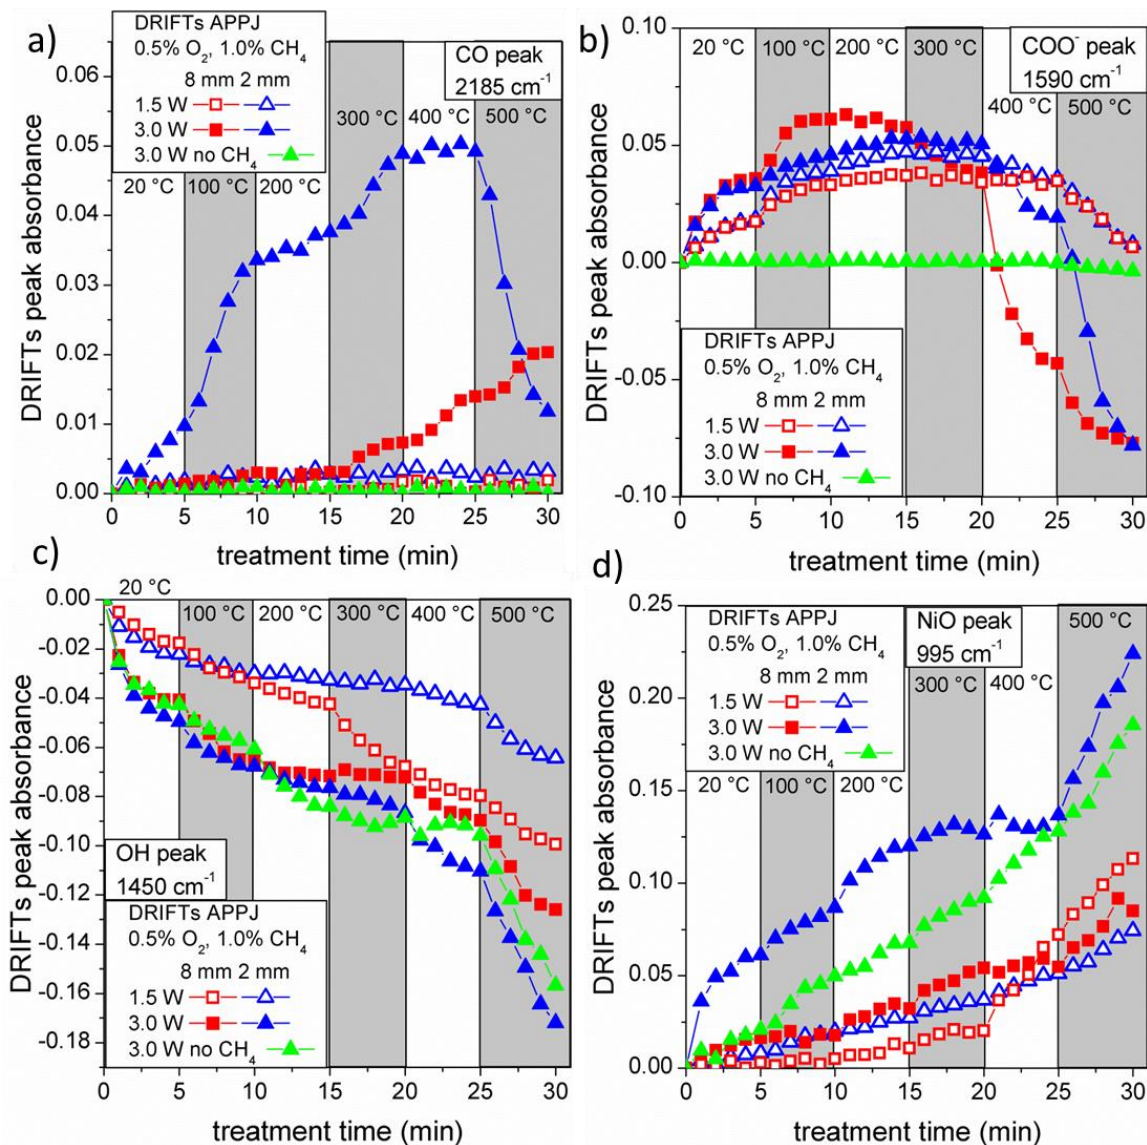 a)
DRIFTs APPJ
0.5% O₂, 1.0% CH₄
8 mm 2 mm
1.5 W
3.0 W
3.0 W no CH₄
CO peak
2185 cm⁻¹
20 °C
100 °C
200 °C
300 °C
400 °C
500 °C
0.06
0.05
0.04
0.03
0.02
0.01
0.00
DRIFTs peak absorbance
0 5 10 15 20 25 30
treatment time (min)
b)
COO⁻ peak
1590 cm⁻¹
20 °C
100 °C
200 °C
300 °C
400 °C
500 °C
DRIFTs APPJ
0.5% O₂, 1.0% CH₄
8 mm 2 mm
1.5 W
3.0 W
3.0 W no CH₄
0.10
0.05
0.00
-0.05
-0.10
DRIFTs peak absorbance
0 5 10 15 20 25 30
treatment time (min)
c)
20 °C
100 °C
200 °C
300 °C
400 °C
500 °C
OH peak
1450 cm⁻¹
DRIFTs APPJ
0.5% O₂, 1.0% CH₄
8 mm 2 mm
1.5 W
3.0 W
3.0 W no CH₄
0.00
-0.02
-0.04
-0.06
-0.08
-0.10
-0.12
-0.14
-0.16
-0.18
DRIFTs peak absorbance
0 5 10 15 20 25 30
treatment time (min)
d)
DRIFTs APPJ
0.5% O₂, 1.0% CH₄
8 mm 2 mm
1.5 W
3.0 W
3.0 W no CH₄
NiO peak
995 cm⁻¹
20 °C
100 °C
200 °C
300 °C
400 °C
500 °C
0.25
0.20
0.15
0.10
0.05
0.00
DRIFTs peak absorbance
0 5 10 15 20 25 30
treatment time (min)